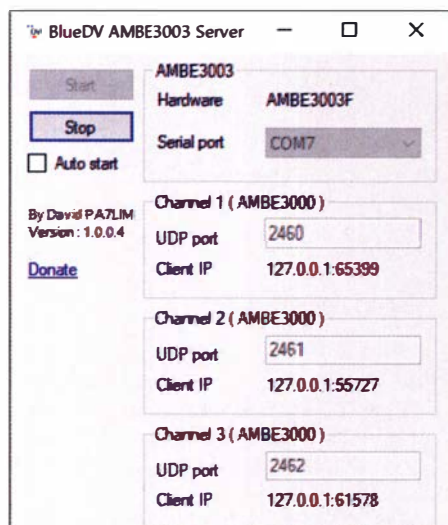 BlueDV AMBE3003 Server
Start
Stop
Auto start
By David PA7LIM
Version : 1.0.0.4
Donate
AMBE3003
Hardware AMBE3003F
Serial port COM7
Channel 1 ( AMBE3000 )
UDP port 2460
Client IP 127.0.0.1:65399
Channel 2 ( AMBE3000 )
UDP port 2461
Client IP 127.0.0.1:55727
Channel 3 ( AMBE3000 )
UDP port 2462
Client IP 127.0.0.1:61578